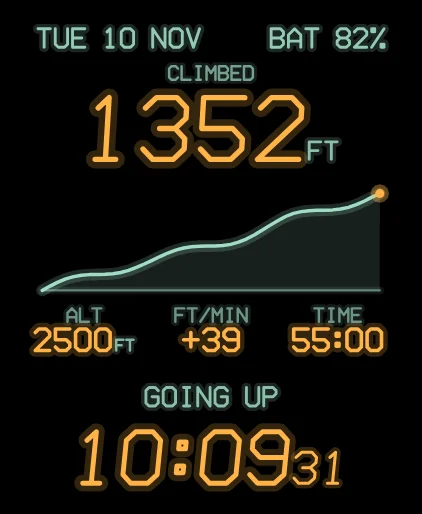 TUE 10 NOV BAT 82%
CLIMBED
1352FT
ALT FT/MIN TIME
2500FT +39 55:00
GOING UP
10:0931